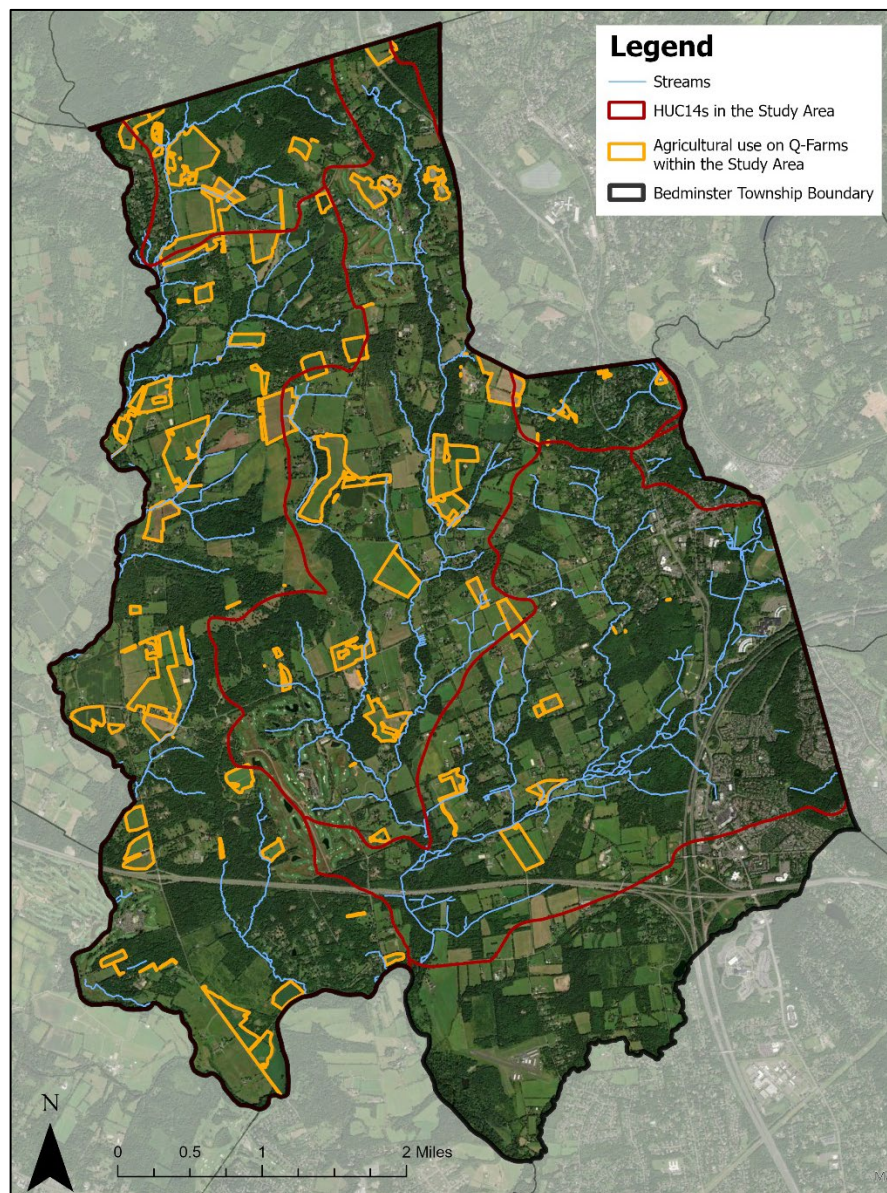 Legend
Streams
HUC14s in the Study Area
Agricultural use on Q-Farms
within the Study Area
Bedminster Township Boundary
N
0 0.5 1 2 Miles